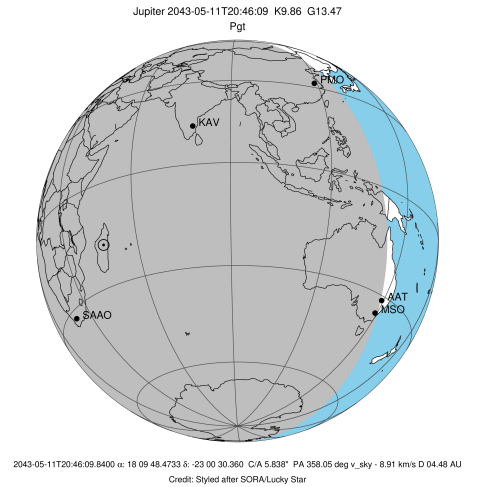 Jupiter 2043-05-11T20:46:09 K9.86 G13.47
Pgt
PMO
KAV
AAT
MSO
SAAO
2043-05-11T20:46:09.8400 α: 18 09 48.4733 δ: -23 00 30.360 C/A 5.838" PA 358.05 deg v_sky - 8.91 km/s D 04.48 AU
Credit: Styled after SORA/Lucky Star